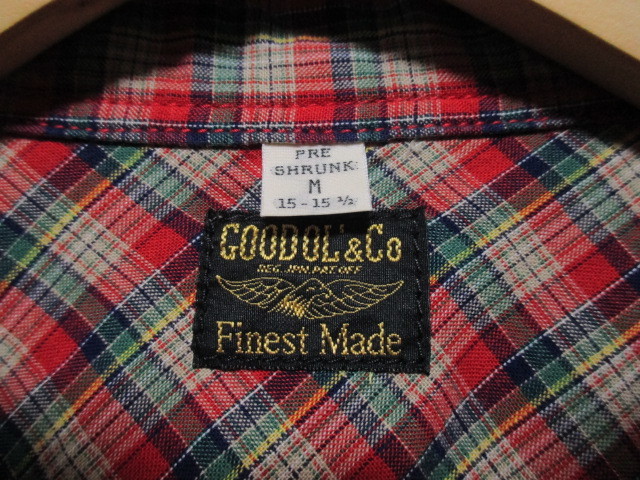 PRE
SHRUNK
M
15-15 1/2
GOODOL'&Co
REG.JPN.PAT.OFF
Finest Made